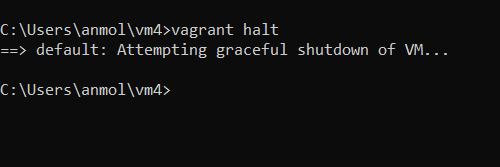 C:\Users\anmol\vm4>vagrant halt
==> default: Attempting graceful shutdown of VM...
C:\Users\anmol\vm4>